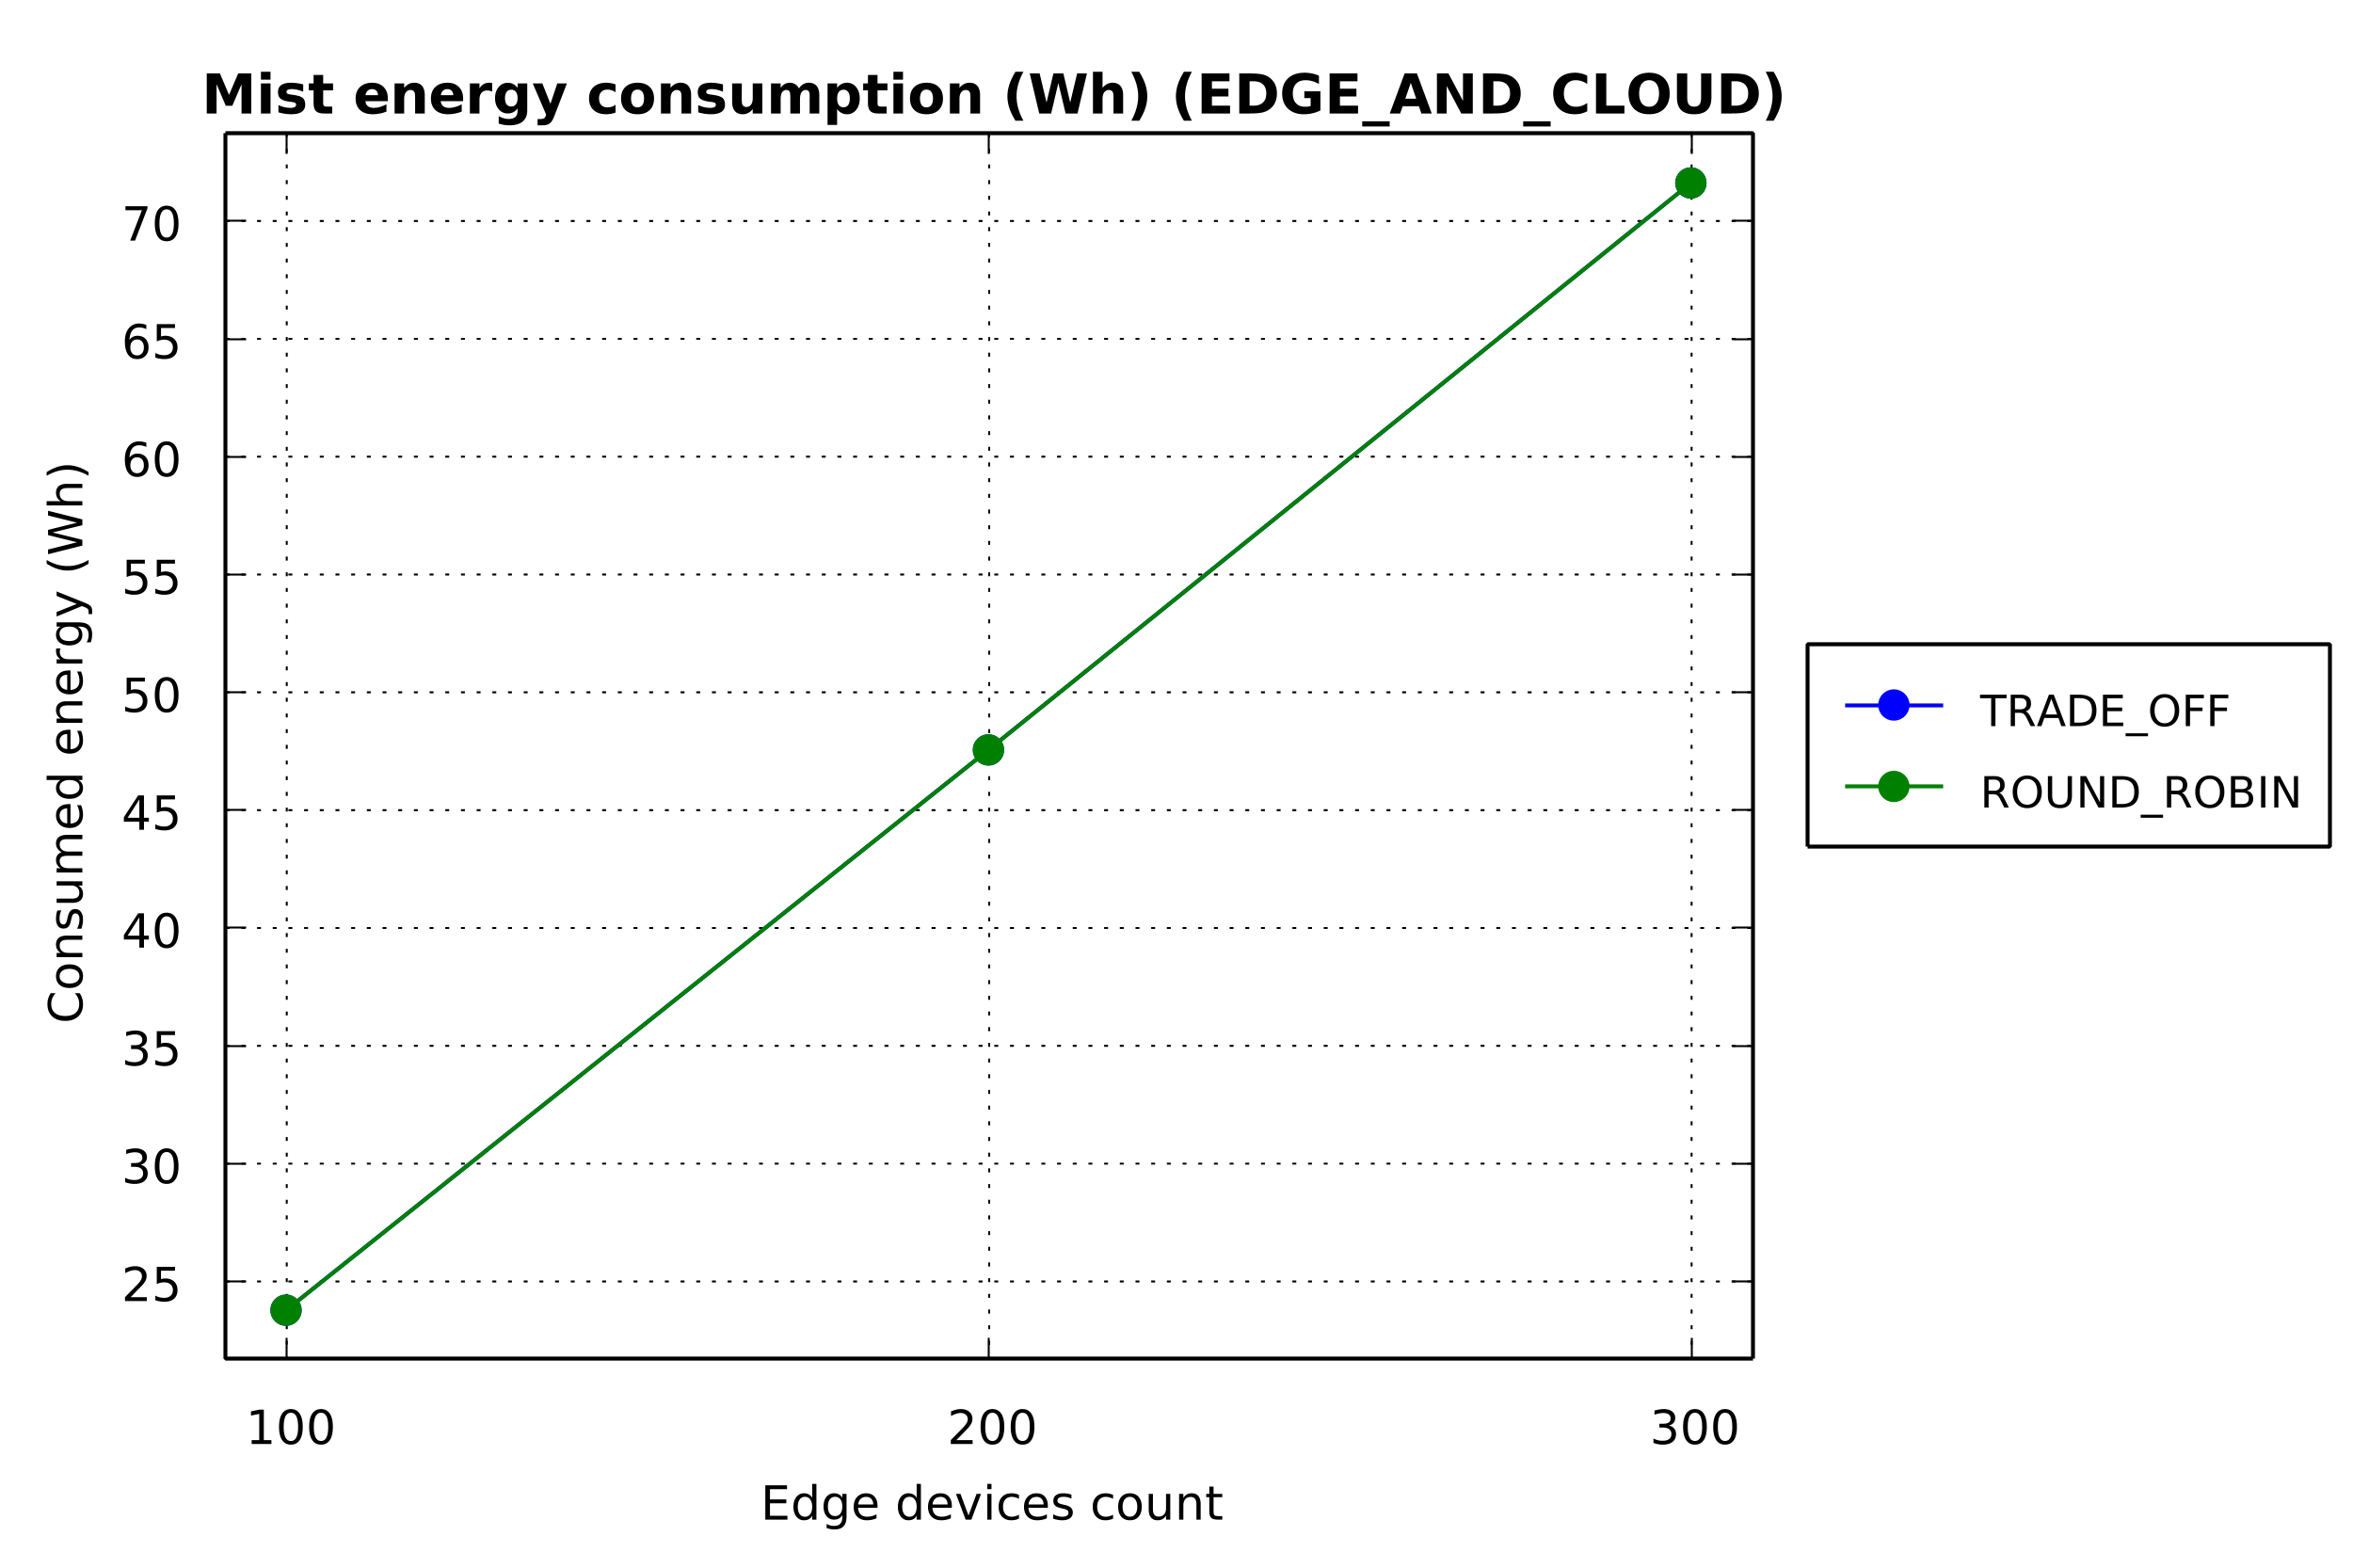 Mist energy consumption (Wh) (EDGE_AND_CLOUD)
70
65
60
55
50
45
40
35
30
25
Consumed energy (Wh)
100 200 300
Edge devices count
TRADE_OFF
ROUND_ROBIN